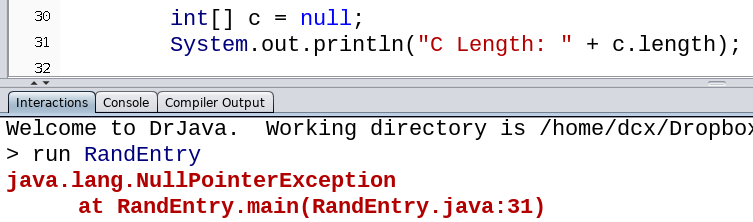 30 int[] c = null;
31 System.out.println("C Length: " + c.length);
32
Interactions Console Compiler Output
Welcome to DrJava. Working directory is /home/dcx/Dropbox
> run RandEntry
java.lang.NullPointerException
at RandEntry.main(RandEntry.java:31)